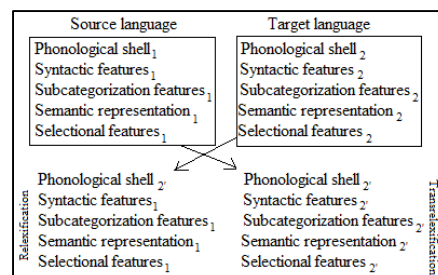 Source language Target language
Phonological shell1 Phonological shell2
Syntactic features1 Syntactic features2
Subcategorization features1 Subcategorization features2
Semantic representation1 Semantic representation2
Selectional features1 Selectional features2
Relexification
Phonological shell2' Phonological shell2'
Syntactic features1 Syntactic features2'
Subcategorization features1 Subcategorization features2'
Semantic representation1 Semantic representation2'
Selectional features1 Selectional features2'
Transrelexification